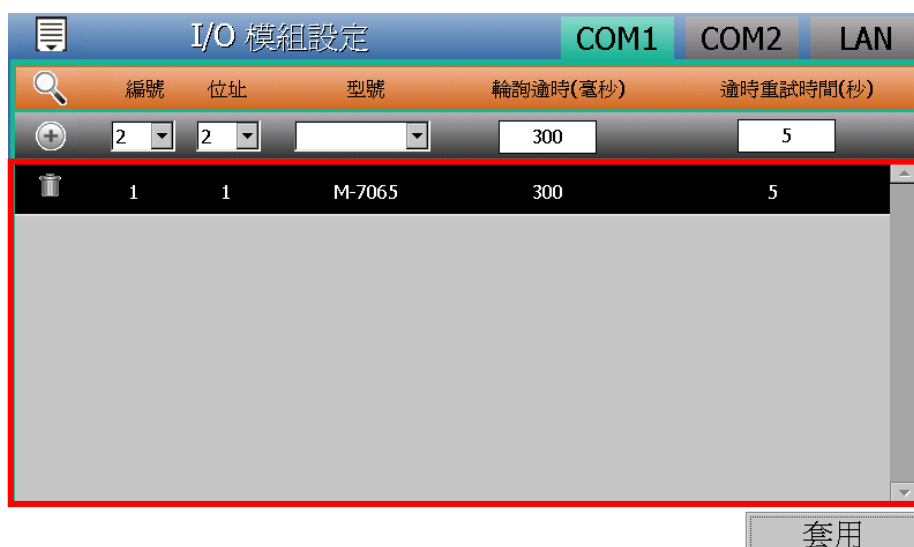 I/O 模組設定 COM1 COM2 LAN
編號 位址 型號 輪詢逾時(毫秒) 逾時重試時間(秒)
2 2 300 5
1 1 M-7065 300 5
套用